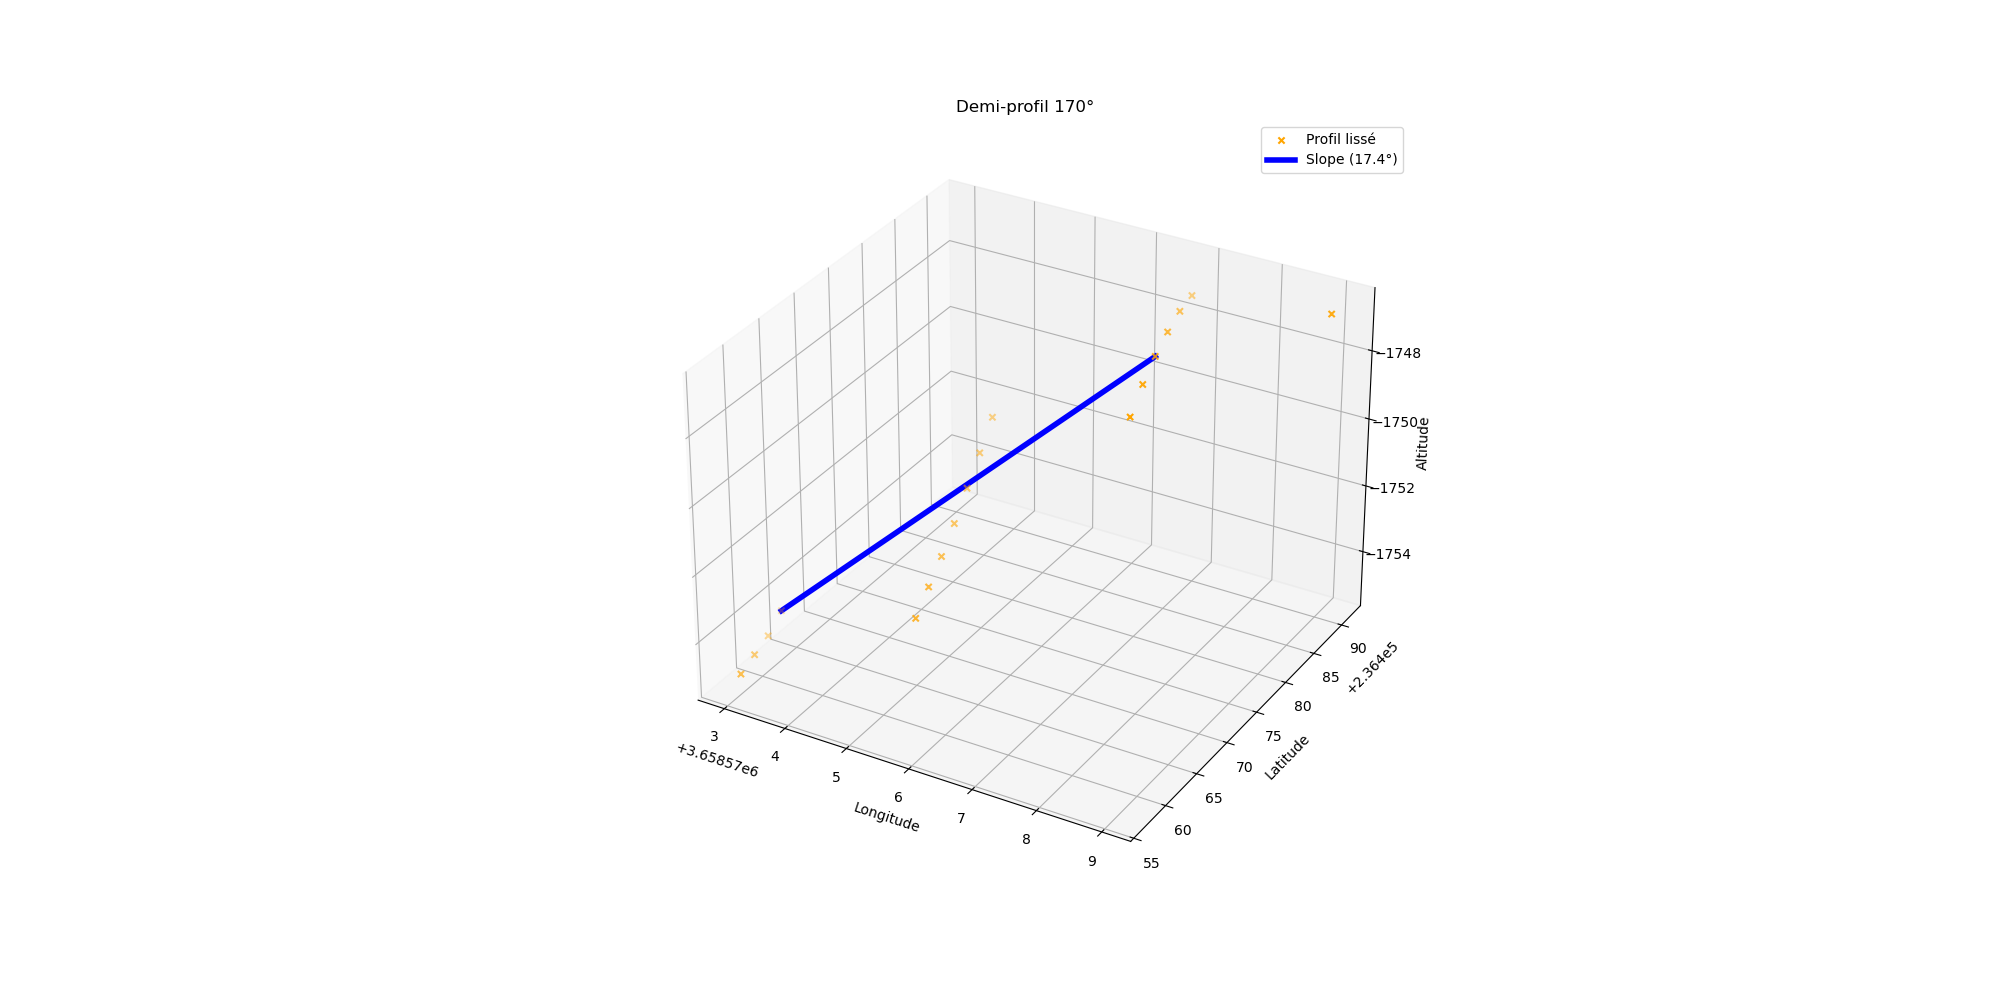 Demi-profil 170°
Profil lissé
Slope (17.4°)
−1748
−1750
−1752
−1754
Altitude
90
85
80
75
70
65
60
55
+2.364e5
Latitude
3
4
5
6
7
8
9
+3.65857e6
Longitude